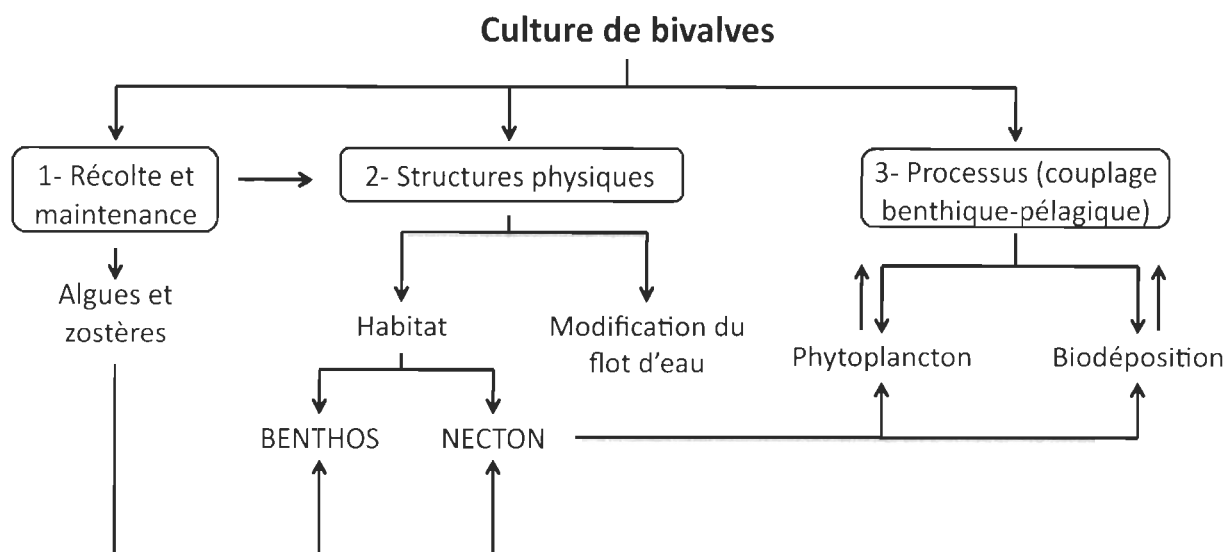 Culture de bivalves
1- Récolte et
maintenance
2- Structures physiques
3- Processus (couplage
benthique-pélagique)
Algues et
zostères
Habitat
Modification du
flot d'eau
Phytoplancton
Biodéposition
BENTHOS
NECTON